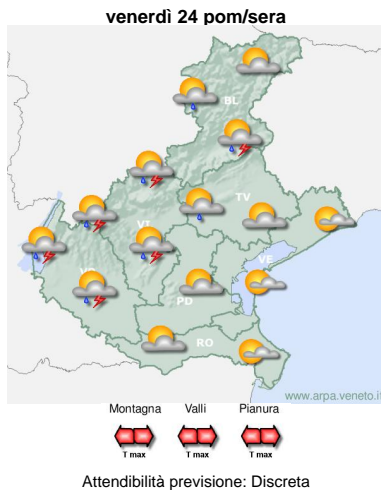 venerdì 24 pom/sera
BL
TV
VI
VE
VR
PD
RO
www.arpa.veneto.it
Montagna Valli Pianura
T max T max T max
Attendibilità previsione: Discreta